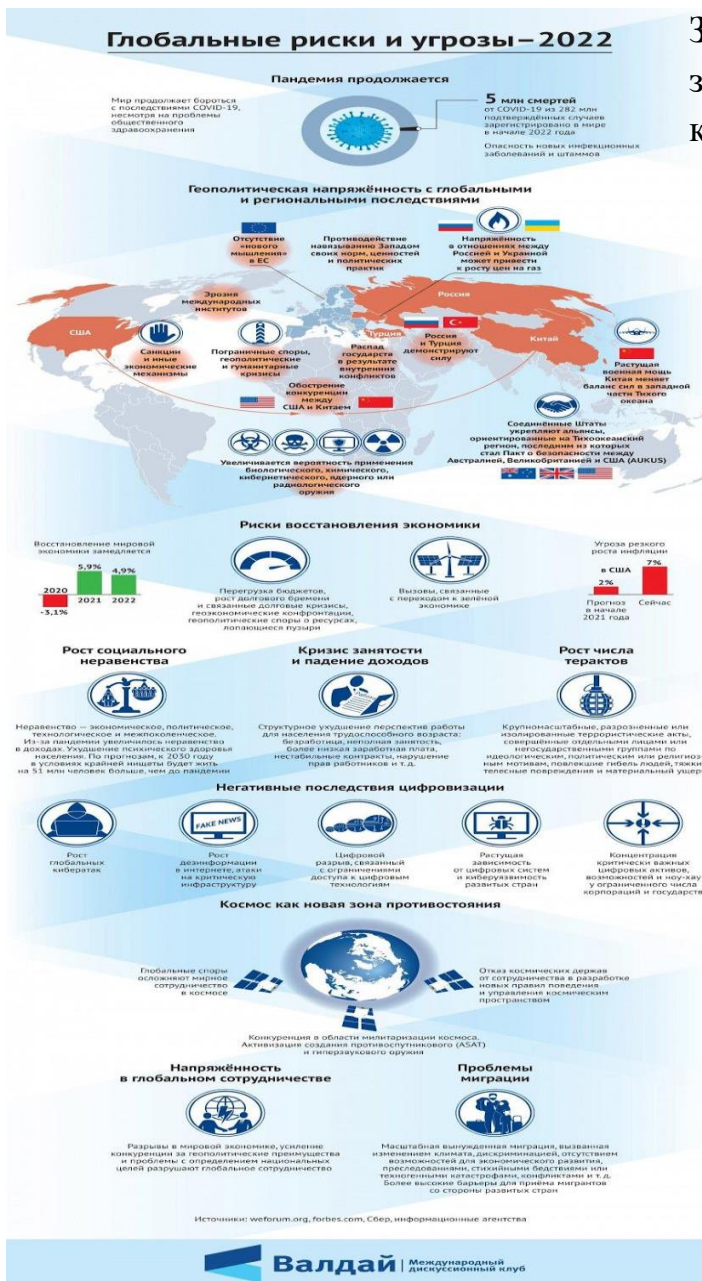 Глобальные риски и угрозы–2022
З
з
к
Пандемия продолжается
Мир продолжает бороться
с последствиями COVID-19,
несмотря на проблемы
общественного
здравоохранения
5 млн смертей
от COVID-19 из 282 млн
подтверждённых случаев
зарегистрировано в мире
в начале 2022 года
Опасность новых инфекционных
заболеваний и штаммов
Геополитическая напряжённость с глобальными
и региональными последствиями
Отсутствие
«нового
мышления»
в ЕС
Противодействие
навязыванию Западом
своих норм, ценностей
и политических
практик
Напряжённость
в отношениях между
Россией и Украиной
может привести
к росту цен на газ
Эрозия
международных
институтов
Россия
США
Турция
Китай
Санкции
и иные
экономические
механизмы
Пограничные споры,
геополитические
и гуманитарные
кризисы
Распад
государств
в результате
внутренних
конфликтов
Россия
и Турция
демонстрируют
силу
Растущая
военная мощь
Китая меняет
баланс сил в западной
части Тихого
океана
Обострение
конкуренции
между
США и Китаем
Соединённые Штаты
укрепляют альянсы,
ориентированные на Тихоокеанский
регион, последним из которых
стал Пакт о безопасности между
Австралией, Великобританией и США (AUKUS)
Увеличивается вероятность применения
биологического, химического,
кибернетического, ядерного или
радиологического
оружия
Риски восстановления экономики
Восстановление мировой
экономики замедляется
5,9%
4,9%
2020
-3,1%
2021
2022
Перегрузка бюджетов,
рост долгового бремени
и связанные долговые кризисы,
геоэкономические конфронтации,
геополитические споры о ресурсах,
лопающиеся пузыри
Вызовы, связанные
с переходом к зелёной
экономике
Угроза резкого
роста инфляции
в США
7%
2%
Прогноз
в начале
2021 года
Сейчас
Рост социального
неравенства
Неравенство — экономическое, политическое,
технологическое и межпоколенческое.
Из-за пандемии увеличилось неравенство
в доходах. Ухудшение психического здоровья
населения. По прогнозам, к 2030 году
в условиях крайней нищеты будет жить
на 51 млн человек больше, чем до пандемии
Кризис занятости
и падение доходов
Структурное ухудшение перспектив работы
для населения трудоспособного возраста:
безработица, неполная занятость,
более низкая заработная плата,
нестабильные контракты, нарушение
прав работников и т. д.
Рост числа
терактов
Крупномасштабные, разрозненные или
изолированные террористические акты,
совершённые отдельными лицами или
негосударственными группами по
идеологическим, политическим или религиоз-
ным мотивам, повлекшие гибель людей, тяжки
телесные повреждения и материальный ущер
Негативные последствия цифровизации
FAKE NEWS
Рост
глобальных
кибератак
Рост
дезинформации
в интернете, атаки
на критическую
инфраструктуру
Цифровой
разрыв, связанный
с ограничениями
доступа к цифровым
технологиям
Растущая
зависимость
от цифровых систем
и киберуязвимость
развитых стран
Концентрация
критически важных
цифровых активов,
возможностей и ноу-хау
у ограниченного числа
корпораций и государств
Космос как новая зона противостояния
Глобальные споры
осложняют мирное
сотрудничество
в космосе
Отказ космических держав
от сотрудничества в разработке
новых правил поведения
и управления космическим
пространством
Конкуренция в области милитаризации космоса.
Активизация создания противоспутникового (ASAT)
и гиперзвукового оружия
Напряжённость
в глобальном сотрудничестве
Разрывы в мировой экономике, усиление
конкуренции за геополитические преимущества
и проблемы с определением национальных
целей разрушают глобальное сотрудничество
Проблемы
миграции
Масштабная вынужденная миграция, вызванная
изменением климата, дискриминацией, отсутствием
возможностей для экономического развития,
преследованиями, стихийными бедствиями или
техногенными катастрофами, конфликтами и т. д.
Более высокие барьеры для приёма мигрантов
со стороны развитых стран
Источники: weforum.org, forbes.com, Сбер, информационные агентства
Валдай | Международный
дискуссионный клуб